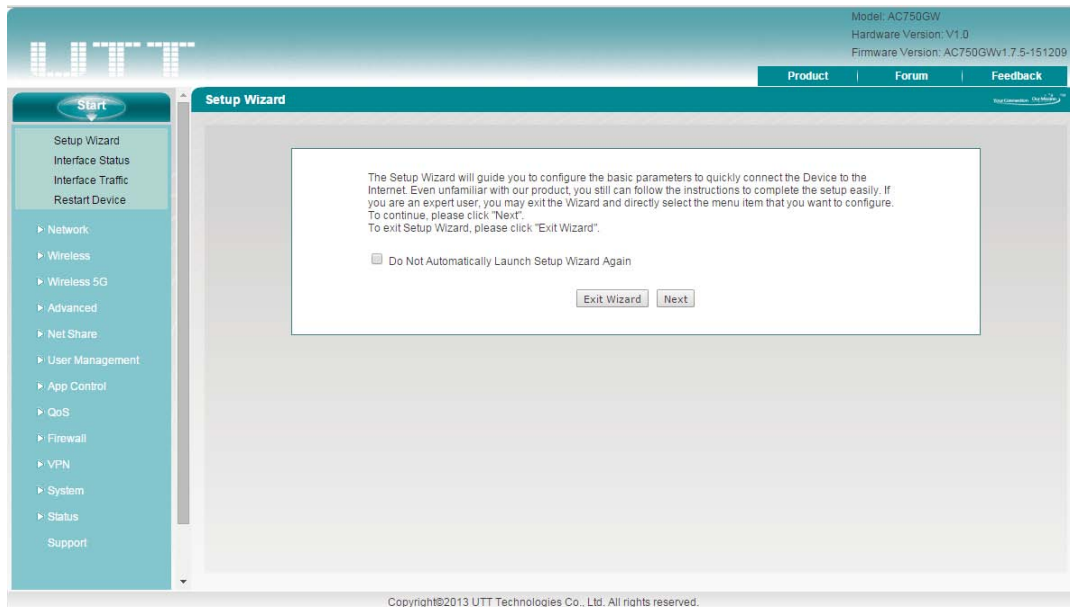 Model: AC750GW
Hardware Version: V1.0
Firmware Version: AC750GWv1.7.5-151209
UTT
Product | Forum | Feedback
Start
Setup Wizard
Interface Status
Interface Traffic
Restart Device
Network
Wireless
Wireless 5G
Advanced
Net Share
User Management
App Control
QoS
Firewall
VPN
System
Status
Support
Setup Wizard
The Setup Wizard will guide you to configure the basic parameters to quickly connect the Device to the
Internet. Even unfamiliar with our product, you still can follow the instructions to complete the setup easily. If
you are an expert user, you may exit the Wizard and directly select the menu item that you want to configure.
To continue, please click "Next".
To exit Setup Wizard, please click "Exit Wizard".
Do Not Automatically Launch Setup Wizard Again
Exit Wizard Next
Copyright©2013 UTT Technologies Co., Ltd. All rights reserved.